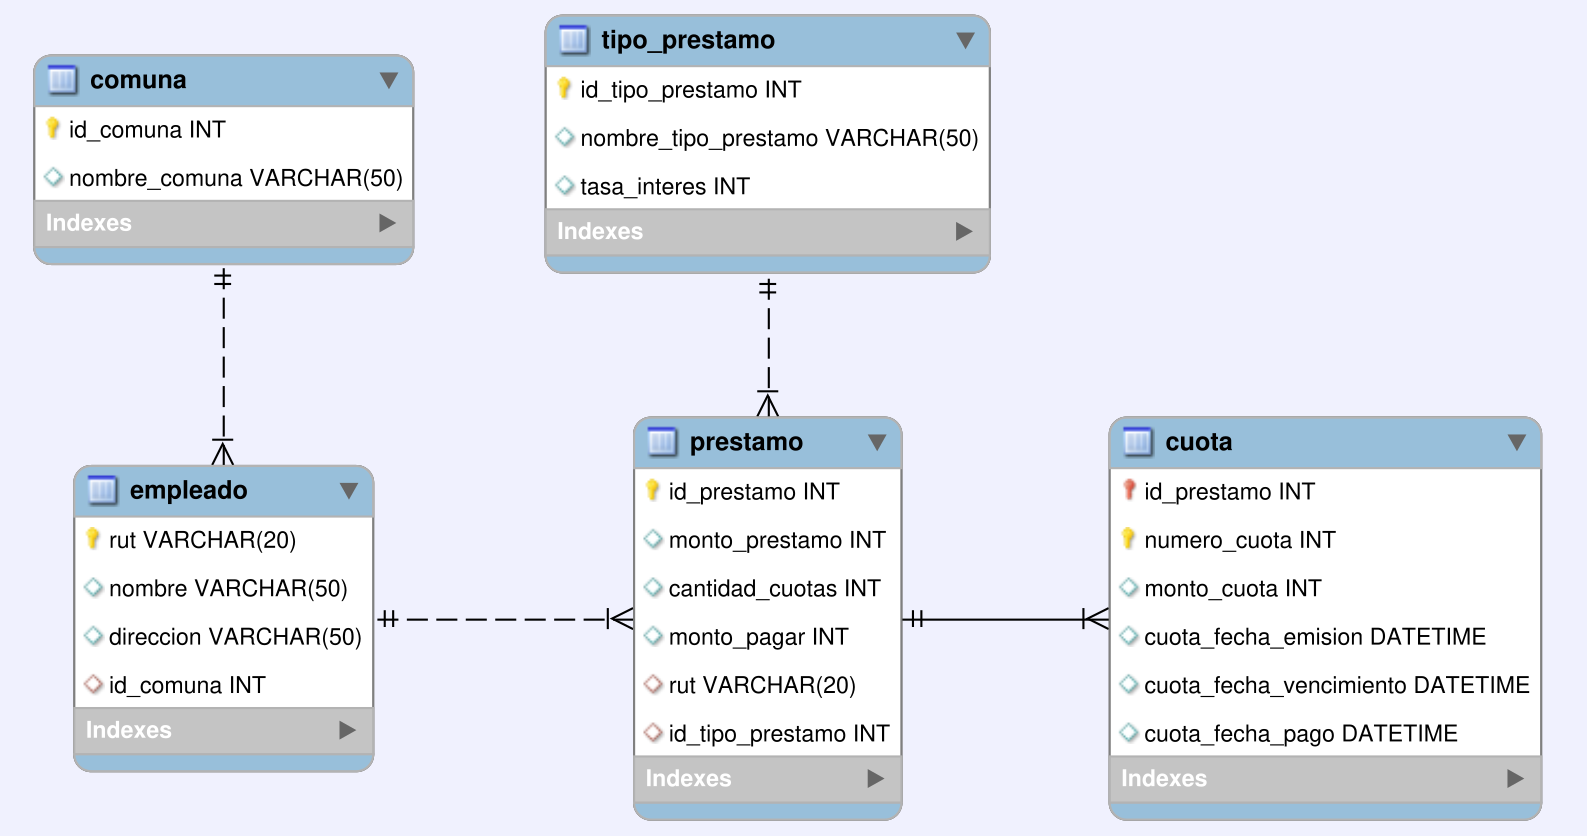 comuna
id_comuna INT
nombre_comuna VARCHAR(50)
Indexes
tipo_prestamo
id_tipo_prestamo INT
nombre_tipo_prestamo VARCHAR(50)
tasa_interes INT
Indexes
empleado
rut VARCHAR(20)
nombre VARCHAR(50)
direccion VARCHAR(50)
id_comuna INT
Indexes
prestamo
id_prestamo INT
monto_prestamo INT
cantidad_cuotas INT
monto_pagar INT
rut VARCHAR(20)
id_tipo_prestamo INT
Indexes
cuota
id_prestamo INT
numero_cuota INT
monto_cuota INT
cuota_fecha_emision DATETIME
cuota_fecha_vencimiento DATETIME
cuota_fecha_pago DATETIME
Indexes